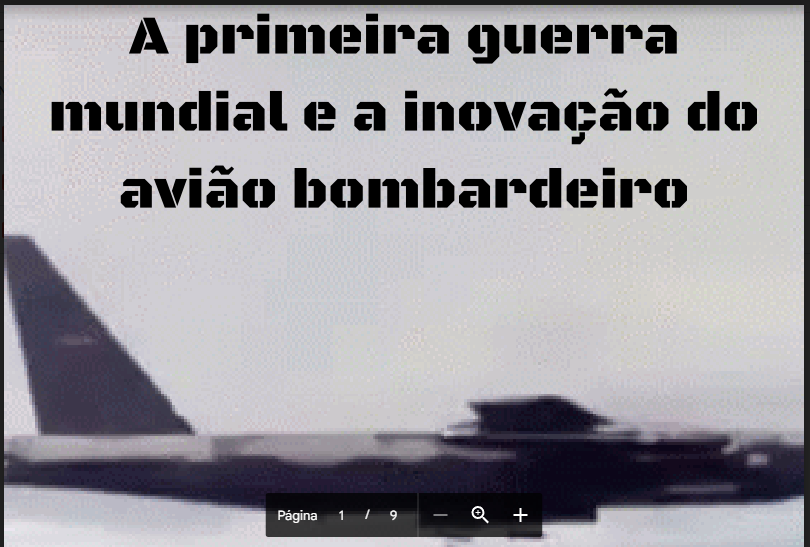 A primeira guerra
mundial e a inovação do
avião bombardeiro
Página 1 / 9